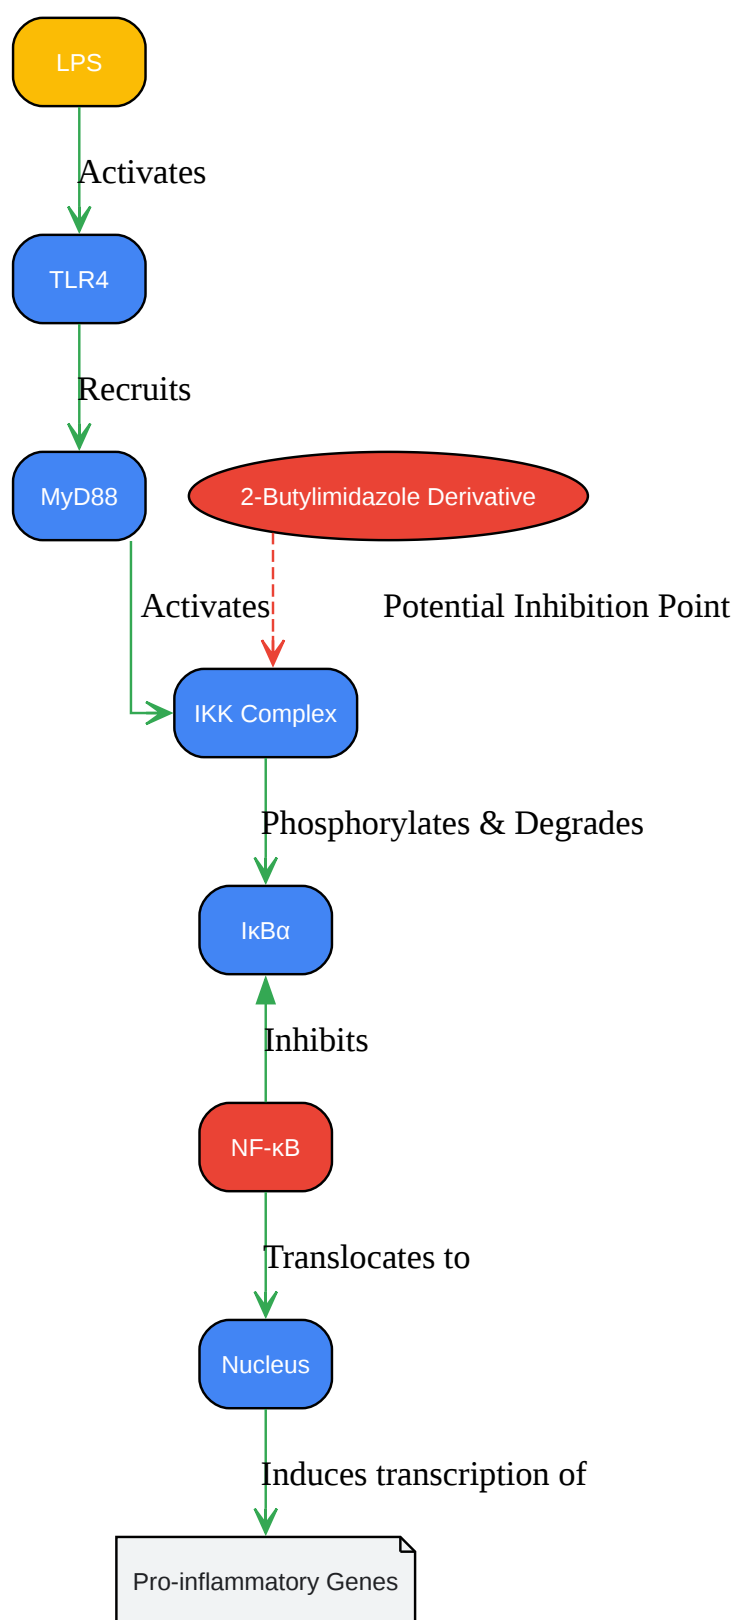 LPS
Activates
TLR4
Recruits
MyD88
2-Butylimidazole Derivative
Activates
Potential Inhibition Point
IKK Complex
Phosphorylates & Degrades
IκBα
Inhibits
NF-κB
Translocates to
Nucleus
Induces transcription of
Pro-inflammatory Genes